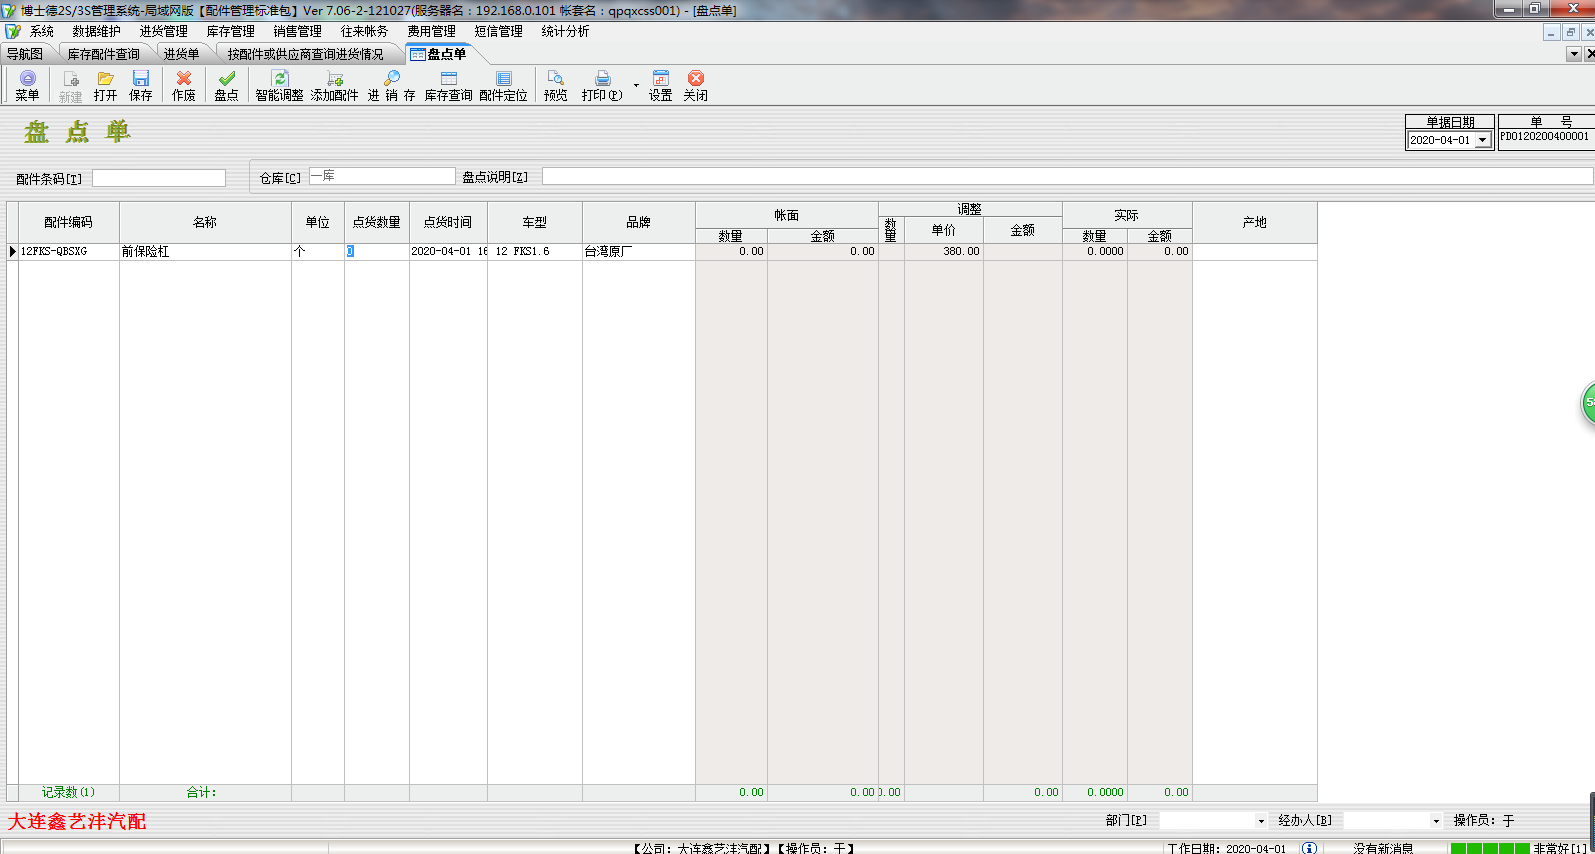 博士德2S/3S管理系统-局域网版【配件管理标准包】Ver 7.06-2-121027(服务器名：192.168.0.101 帐套名：qpqxcss001) - [盘点单]
系统 数据维护 进货管理 库存管理 销售管理 往来帐务 费用管理 短信管理 统计分析
导航图 库存配件查询 进货单 按配件或供应商查询进货情况 盘点单
菜单 新建 打开 保存 作废 盘点 智能调整 添加配件 进 销 存 库存查询 配件定位 预览 打印(P) 设置 关闭
盘 点 单
单据日期 单 号
2020-04-01 PD0120200400001
配件条码[T] 仓库[C] 一库 盘点说明[Z]
配件编码 名称 单位 点货数量 点货时间 车型 品牌 帐面 调整 实际 产地
数量 金额 数量 单价 金额 数量 金额
12FKS-QBSXG 前保险杠 个 0 2020-04-01 16 12 FKS1.6 台湾原厂 0.00 0.00 380.00 0.0000 0.00
记录数(1) 合计: 0.00 0.00 0.00 0.00 0.0000 0.00
大连鑫艺沣汽配 部门[P] 经办人[B] 操作员: 于
【公司: 大连鑫艺沣汽配】【操作员: 于】 工作日期: 2020-04-01 没有新消息 非常好[1]